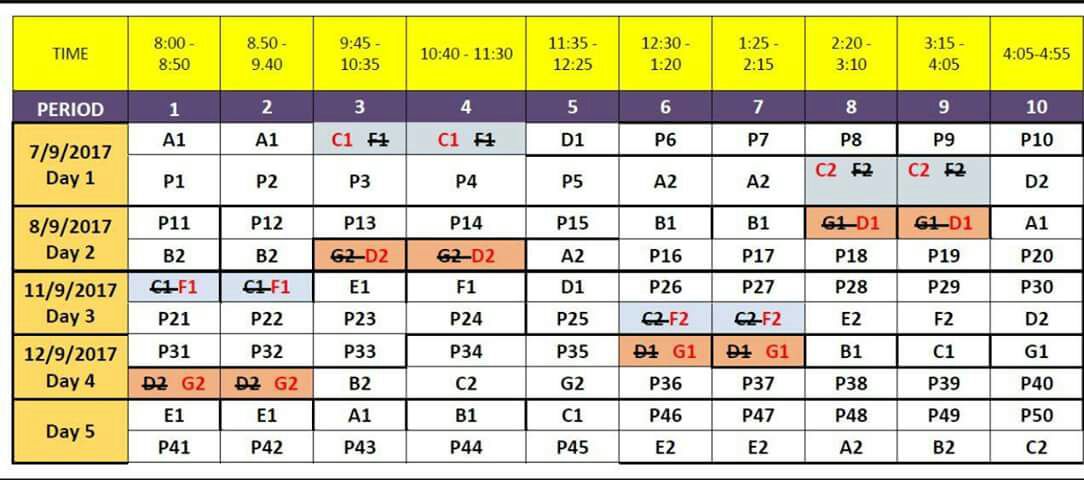 TIME 8:00 - 8:50 8.50 - 9.40 9:45 - 10:35 10:40 - 11:30 11:35 - 12:25 12:30 - 1:20 1:25 - 2:15 2:20 - 3:10 3:15 - 4:05 4:05-4:55
PERIOD 1 2 3 4 5 6 7 8 9 10
7/9/2017 Day 1
A1 A1 C1 F1 C1 F1 D1 P6 P7 P8 P9 P10
P1 P2 P3 P4 P5 A2 A2 C2 F2 C2 F2 D2
8/9/2017 Day 2
P11 P12 P13 P14 P15 B1 B1 G1 D1 G1 D1 A1
B2 B2 G2 D2 G2 D2 A2 P16 P17 P18 P19 P20
11/9/2017 Day 3
C1 F1 C1 F1 E1 F1 D1 P26 P27 P28 P29 P30
P21 P22 P23 P24 P25 C2 F2 C2 F2 E2 F2 D2
12/9/2017 Day 4
P31 P32 P33 P34 P35 D1 G1 D1 G1 B1 C1 G1
D2 G2 D2 G2 B2 C2 G2 P36 P37 P38 P39 P40
Day 5
E1 E1 A1 B1 C1 P46 P47 P48 P49 P50
P41 P42 P43 P44 P45 E2 E2 A2 B2 C2